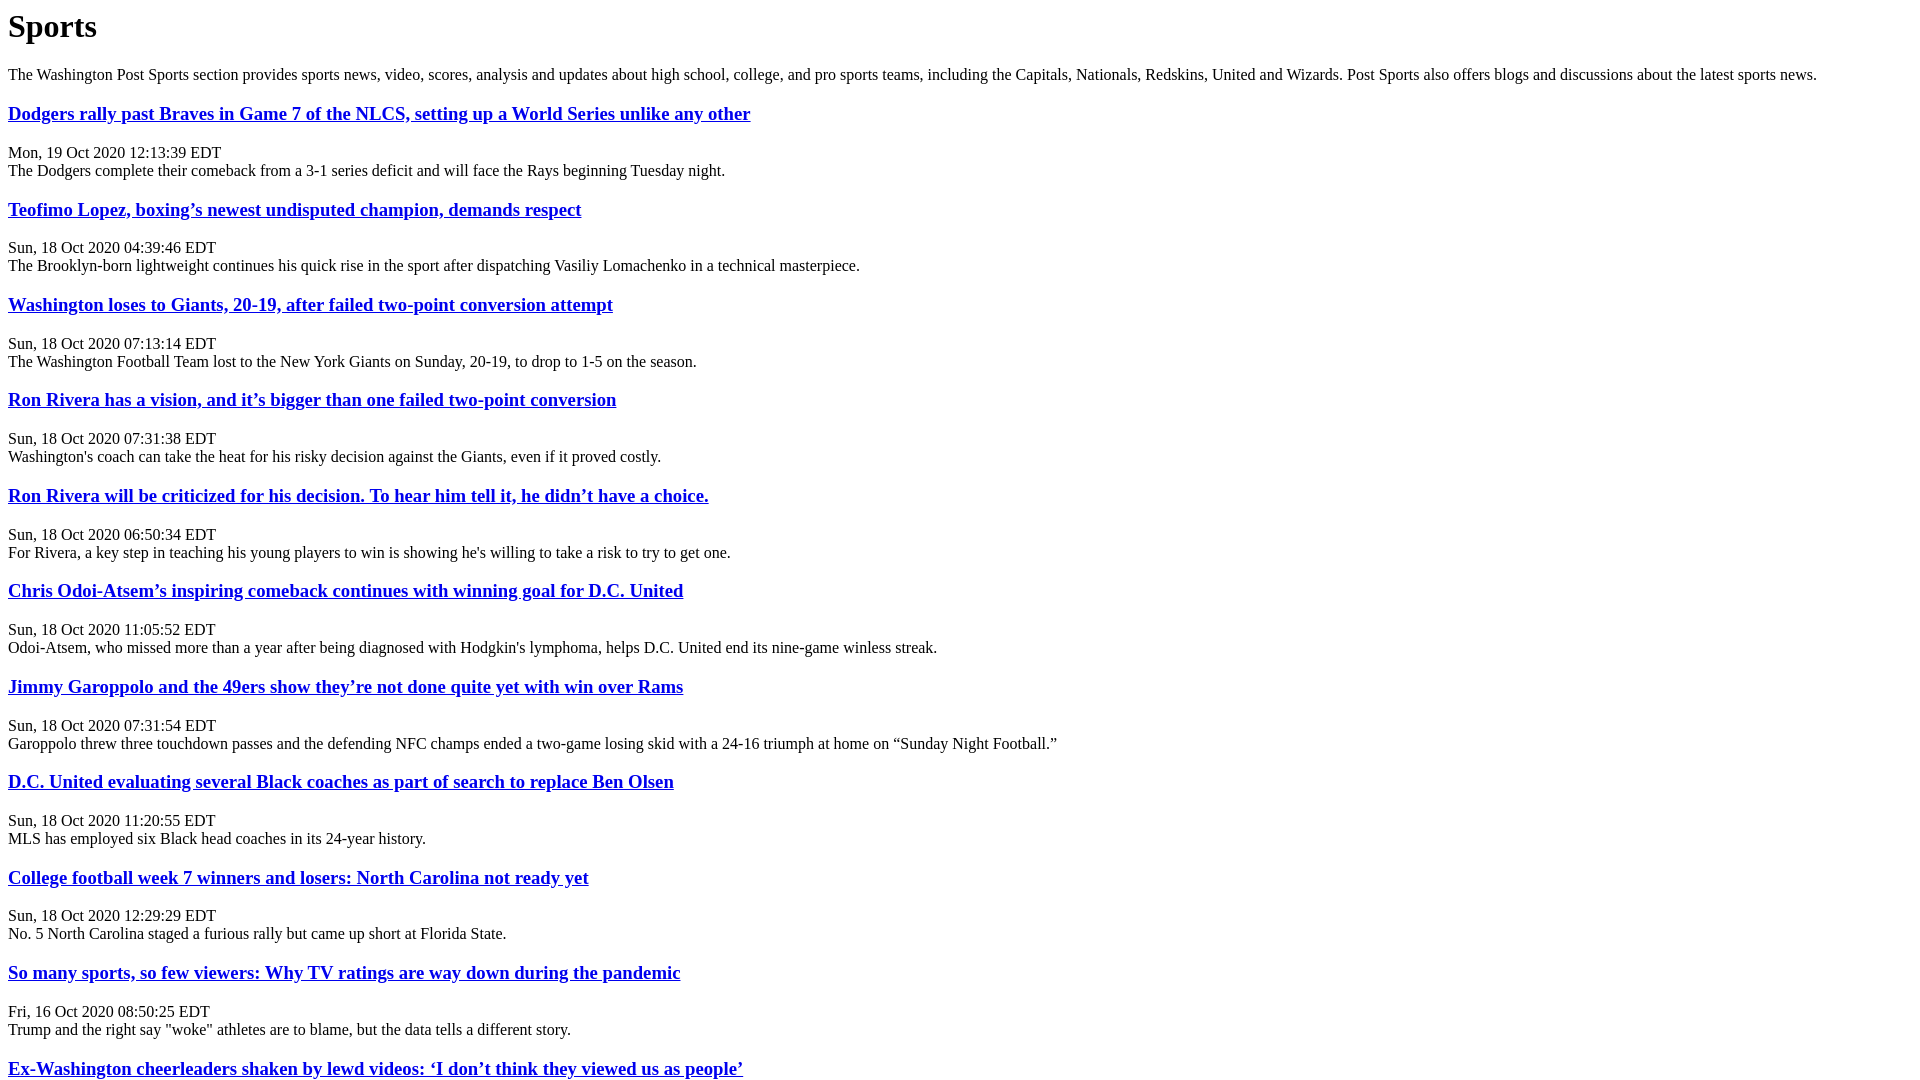 Sports
The Washington Post Sports section provides sports news, video, scores, analysis and updates about high school, college, and pro sports teams, including the Capitals, Nationals, Redskins, United and Wizards. Post Sports also offers blogs and discussions about the latest sports news.
Dodgers rally past Braves in Game 7 of the NLCS, setting up a World Series unlike any other
Mon, 19 Oct 2020 12:13:39 EDT
The Dodgers complete their comeback from a 3-1 series deficit and will face the Rays beginning Tuesday night.
Teofimo Lopez, boxing’s newest undisputed champion, demands respect
Sun, 18 Oct 2020 04:39:46 EDT
The Brooklyn-born lightweight continues his quick rise in the sport after dispatching Vasiliy Lomachenko in a technical masterpiece.
Washington loses to Giants, 20-19, after failed two-point conversion attempt
Sun, 18 Oct 2020 07:13:14 EDT
The Washington Football Team lost to the New York Giants on Sunday, 20-19, to drop to 1-5 on the season.
Ron Rivera has a vision, and it’s bigger than one failed two-point conversion
Sun, 18 Oct 2020 07:31:38 EDT
Washington's coach can take the heat for his risky decision against the Giants, even if it proved costly.
Ron Rivera will be criticized for his decision. To hear him tell it, he didn’t have a choice.
Sun, 18 Oct 2020 06:50:34 EDT
For Rivera, a key step in teaching his young players to win is showing he's willing to take a risk to try to get one.
Chris Odoi-Atsem’s inspiring comeback continues with winning goal for D.C. United
Sun, 18 Oct 2020 11:05:52 EDT
Odoi-Atsem, who missed more than a year after being diagnosed with Hodgkin's lymphoma, helps D.C. United end its nine-game winless streak.
Jimmy Garoppolo and the 49ers show they’re not done quite yet with win over Rams
Sun, 18 Oct 2020 07:31:54 EDT
Garoppolo threw three touchdown passes and the defending NFC champs ended a two-game losing skid with a 24-16 triumph at home on “Sunday Night Football.”
D.C. United evaluating several Black coaches as part of search to replace Ben Olsen
Sun, 18 Oct 2020 11:20:55 EDT
MLS has employed six Black head coaches in its 24-year history.
College football week 7 winners and losers: North Carolina not ready yet
Sun, 18 Oct 2020 12:29:29 EDT
No. 5 North Carolina staged a furious rally but came up short at Florida State.
So many sports, so few viewers: Why TV ratings are way down during the pandemic
Fri, 16 Oct 2020 08:50:25 EDT
Trump and the right say "woke" athletes are to blame, but the data tells a different story.
Ex-Washington cheerleaders shaken by lewd videos: ‘I don’t think they viewed us as people’